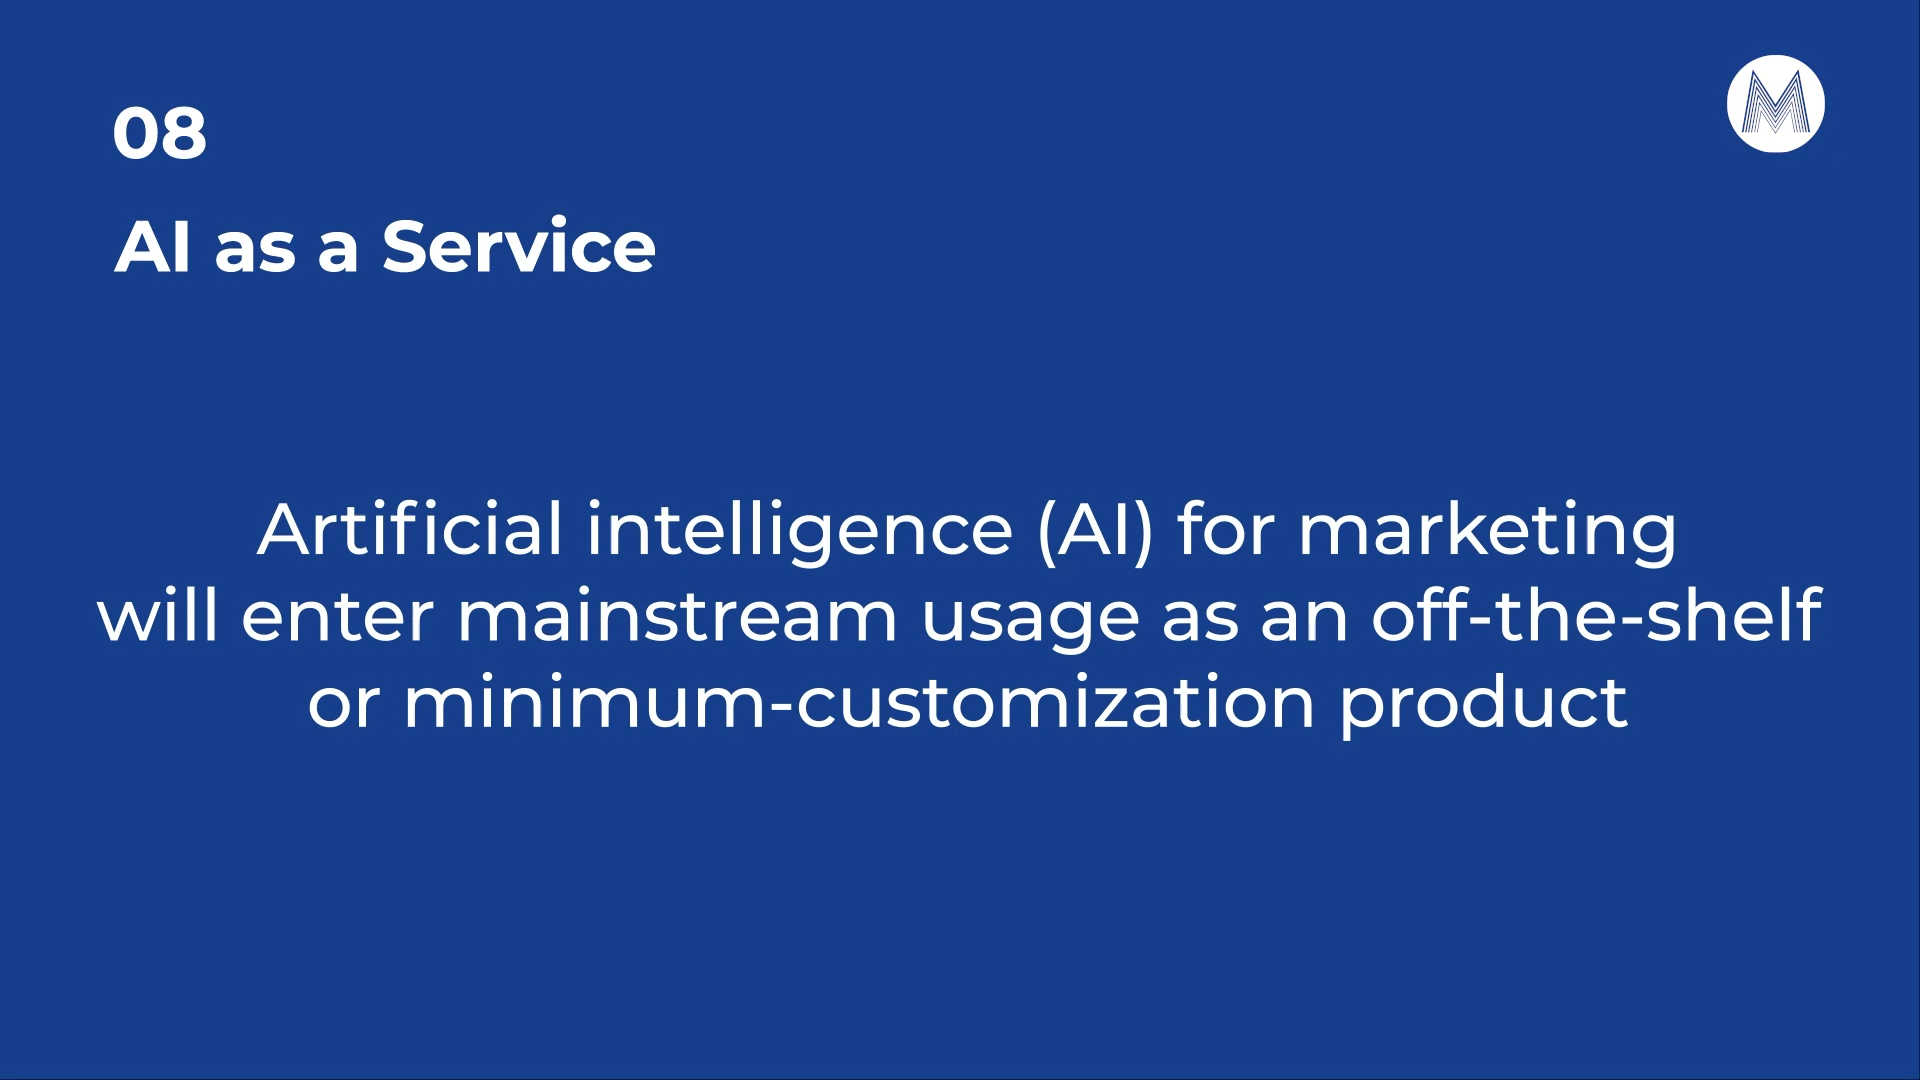 08
AI as a Service
Artificial intelligence (AI) for marketing
will enter mainstream usage as an off-the-shelf
or minimum-customization product